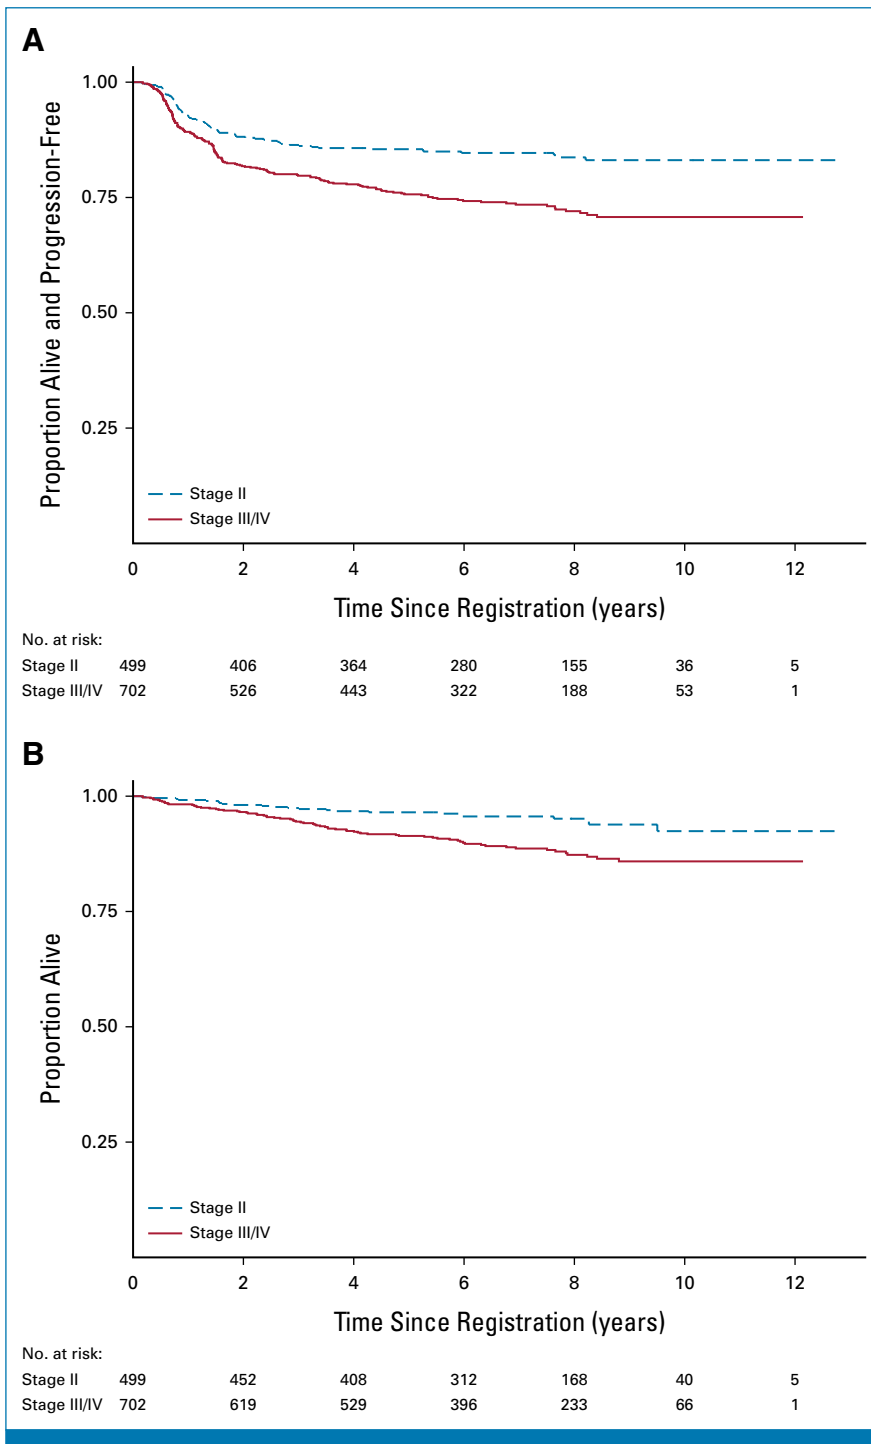 A
Proportion Alive and Progression-Free
1.00
0.75
0.50
0.25
Stage II
Stage III/IV
0 2 4 6 8 10 12
Time Since Registration (years)
No. at risk:
Stage II 499 406 364 280 155 36 5
Stage III/IV 702 526 443 322 188 53 1
B
Proportion Alive
1.00
0.75
0.50
0.25
Stage II
Stage III/IV
0 2 4 6 8 10 12
Time Since Registration (years)
No. at risk:
Stage II 499 452 408 312 168 40 5
Stage III/IV 702 619 529 396 233 66 1